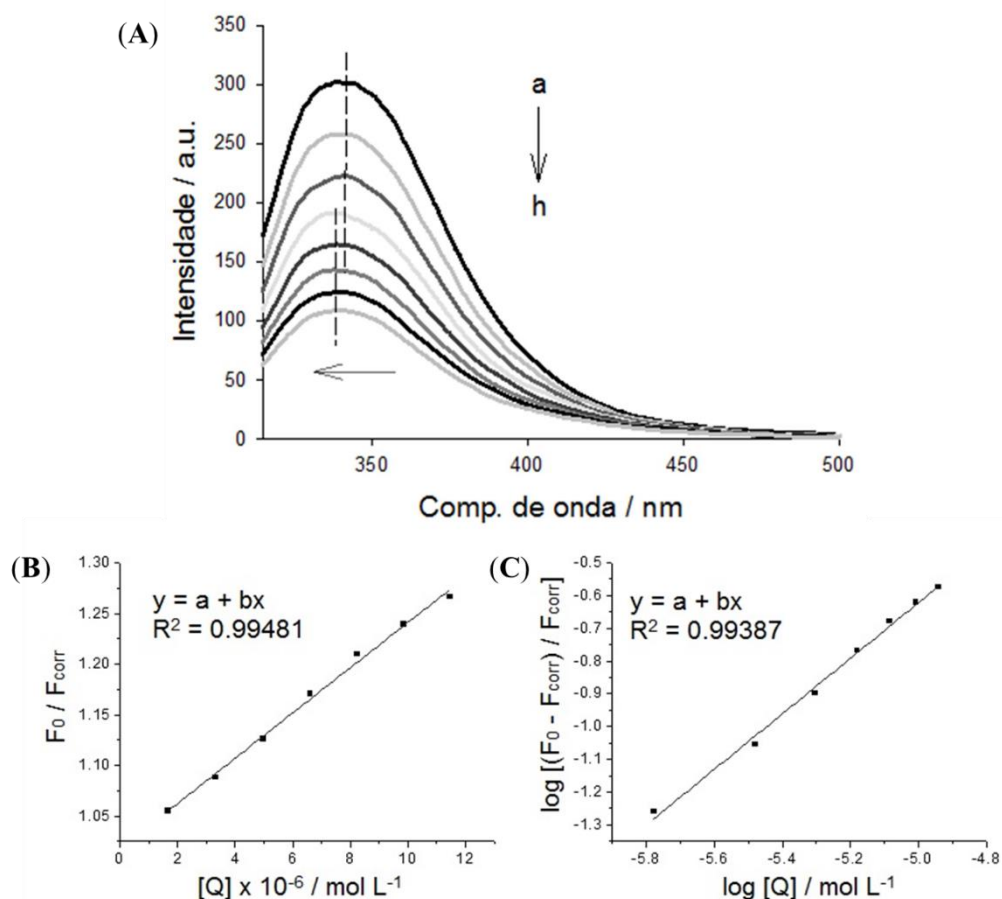 (A)
350
300
250
200
150
100
50
0
Intensidade / a.u.
a
h
350
400
450
500
Comp. de onda / nm
(B)
1.30
1.25
1.20
1.15
1.10
1.05
F₀ / Fcorr
y = a + bx
R² = 0.99481
0
2
4
6
8
10
12
[Q] x 10⁻⁶ / mol L⁻¹
(C)
-0.5
-0.6
-0.7
-0.8
-0.9
-1.0
-1.1
-1.2
-1.3
log [(F₀ - Fcorr) / Fcorr]
y = a + bx
R² = 0.99387
-5.8
-5.6
-5.4
-5.2
-5.0
-4.8
log [Q] / mol L⁻¹